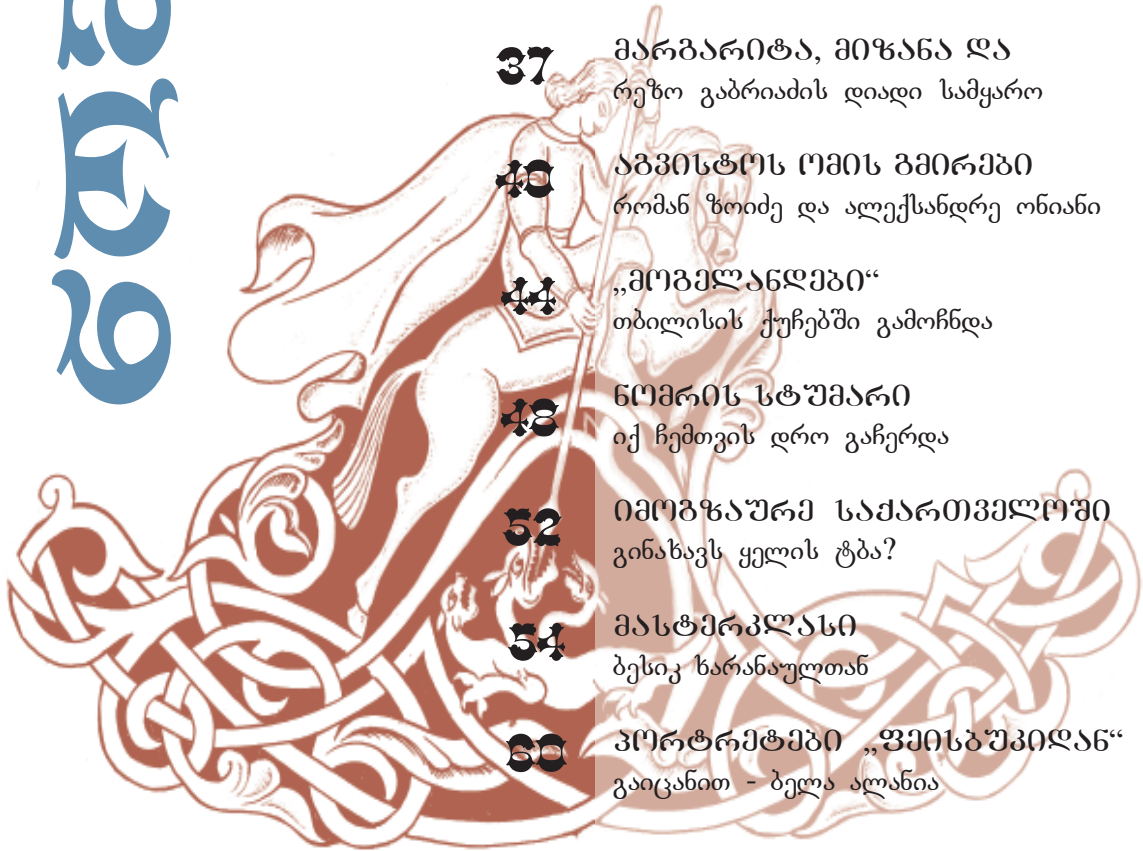 37
მარგარიტა, მიზანა და
რეზო გაბრიაძის დიადი სამყარო
40
აგვისტოს ომის გმირები
რომან ზოიძე და ალექსანდრე ონიანი
44
„მოგელანდები“
თბილისის ქუჩებში გამოჩნდა
48
ნომრის სტუმარი
იქ ჩემთვის დრო გაჩერდა
52
იმოგზაურე საქართველოში
გინახავს ყელის ტბა?
54
მასტერკლასი
ბესიკ ხარანაულთან
60
პორტრეტები „ფეისბუკიდან“
გაიცანით - ბელა ალანია